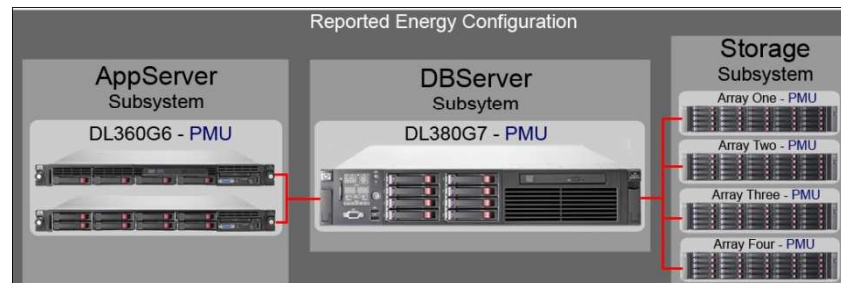 Reported Energy Configuration
AppServer
Subsystem
DL360G6 - PMU
DBServer
Subsytem
DL380G7 - PMU
Storage
Subsystem
Array One - PMU
Array Two - PMU
Array Three - PMU
Array Four - PMU